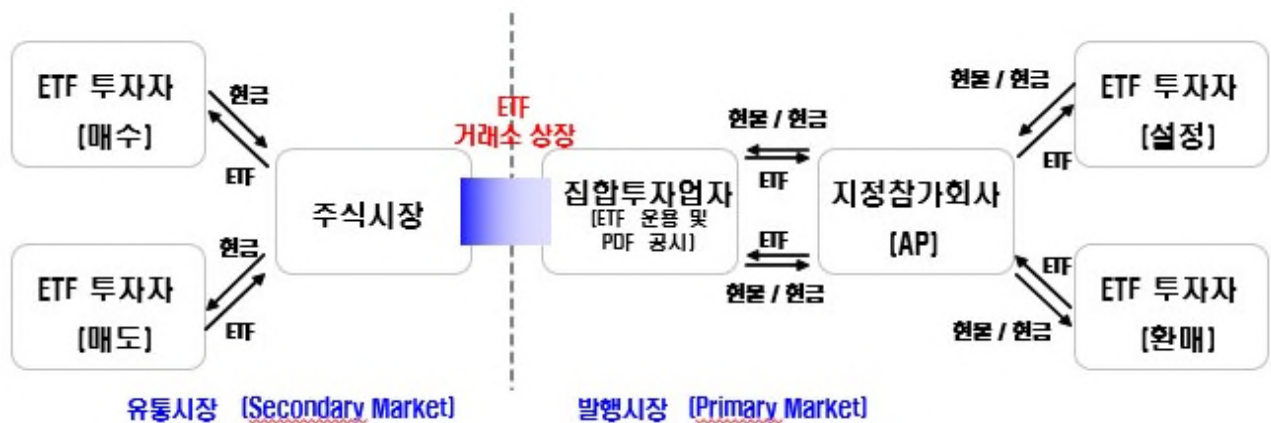 ETF 투자자
[매수]
현금
ETF
ETF 투자자
[매도]
현금
ETF
주식시장
ETF
거래소 상장
집합투자업자
[ETF 운용 및
PDF 공시]
현물 / 현금
ETF
ETF
현물 / 현금
지정참가회사
[AP]
현물 / 현금
ETF
ETF 투자자
[설정]
ETF
현물 / 현금
ETF 투자자
[환매]
유통시장 [Secondary Market]
발행시장 [Primary Market]